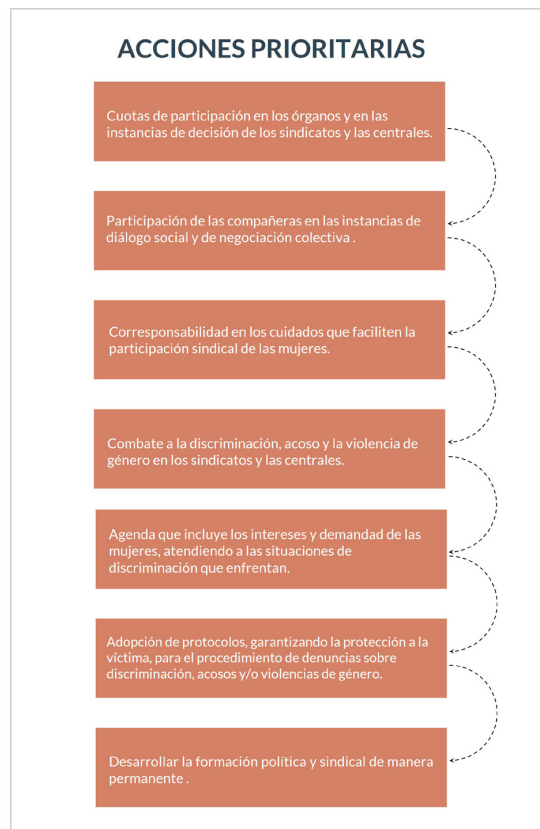 ACCIONES PRIORITARIAS
Cuotas de participación en los órganos y en las
instancias de decisión de los sindicatos y las centrales.
Participación de las compañeras en las instancias de
diálogo social y de negociación colectiva .
Corresponsabilidad en los cuidados que faciliten la
participación sindical de las mujeres.
Combate a la discriminación, acoso y la violencia de
género en los sindicatos y las centrales.
Agenda que incluye los intereses y demandad de las
mujeres, atendiendo a las situaciones de
discriminación que enfrentan.
Adopción de protocolos, garantizando la protección a la
víctima, para el procedimiento de denuncias sobre
discriminación, acosos y/o violencias de género.
Desarrollar la formación política y sindical de manera
permanente .